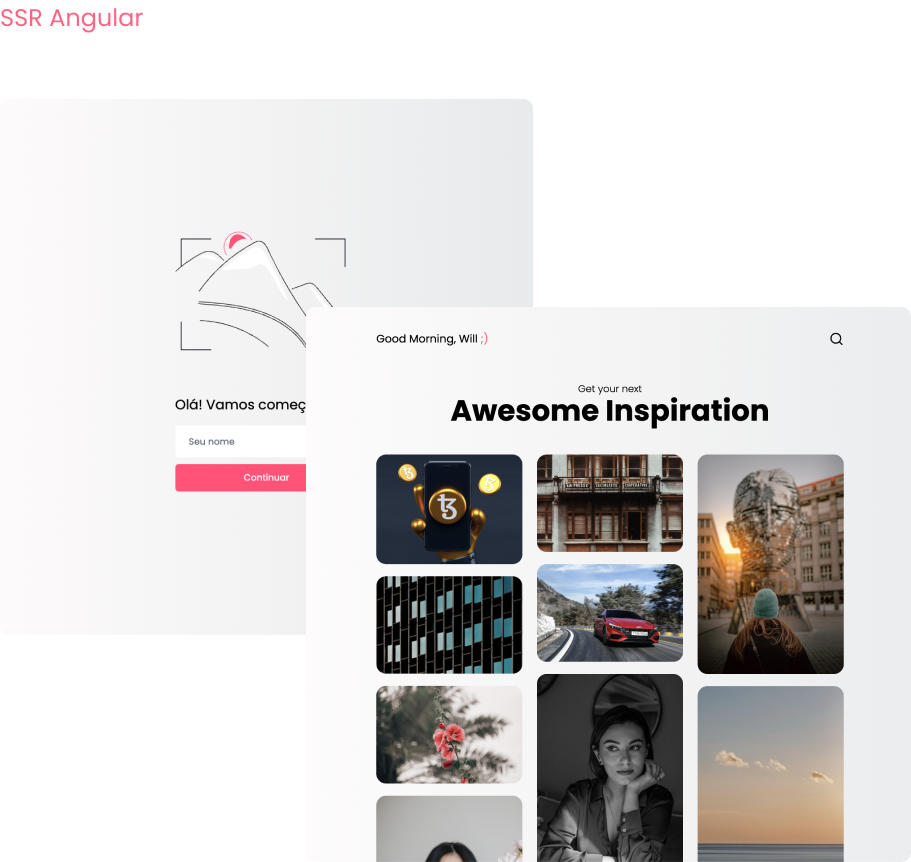 SSR Angular
Olá! Vamos começ
Seu nome
Continuar
Good Morning, Will ;)
Get your next
Awesome Inspiration